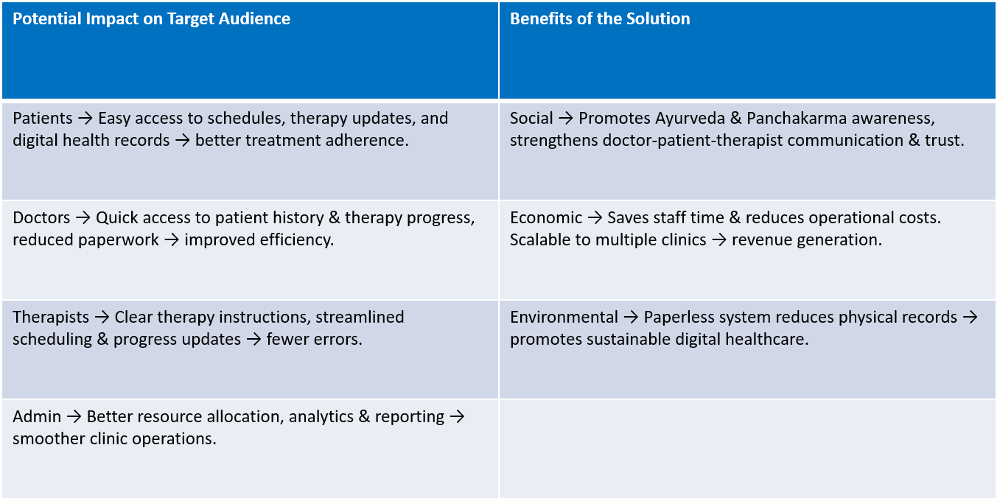 Potential Impact on Target Audience
Benefits of the Solution
Patients → Easy access to schedules, therapy updates, and
digital health records → better treatment adherence.
Social → Promotes Ayurveda & Panchakarma awareness,
strengthens doctor-patient-therapist communication & trust.
Doctors → Quick access to patient history & therapy progress,
reduced paperwork → improved efficiency.
Economic → Saves staff time & reduces operational costs.
Scalable to multiple clinics → revenue generation.
Therapists → Clear therapy instructions, streamlined
scheduling & progress updates → fewer errors.
Environmental → Paperless system reduces physical records →
promotes sustainable digital healthcare.
Admin → Better resource allocation, analytics & reporting →
smoother clinic operations.